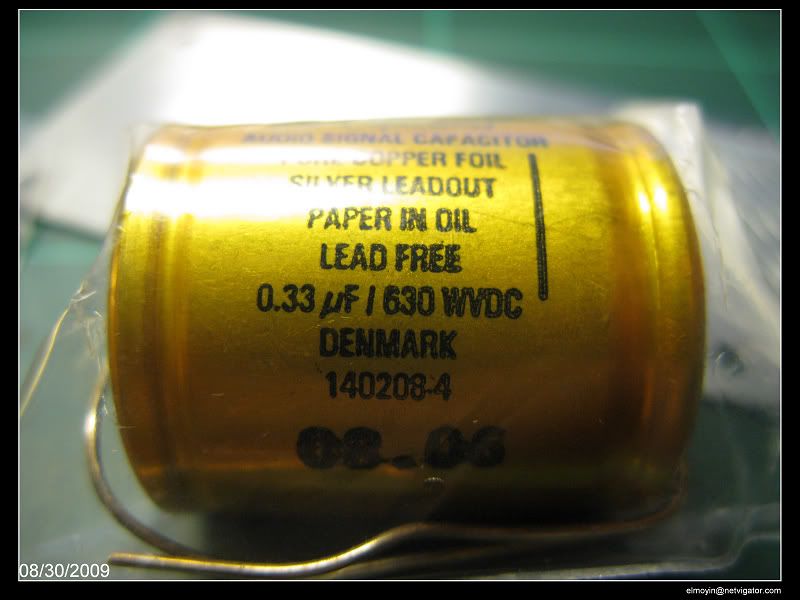 AUDIO SIGNAL CAPACITOR
PURE COPPER FOIL
SILVER LEADOUT
PAPER IN OIL
LEAD FREE
0.33 µF / 630 WVDC
DENMARK
140208-4
08.06
08/30/2009
elmoyin@netvigator.com